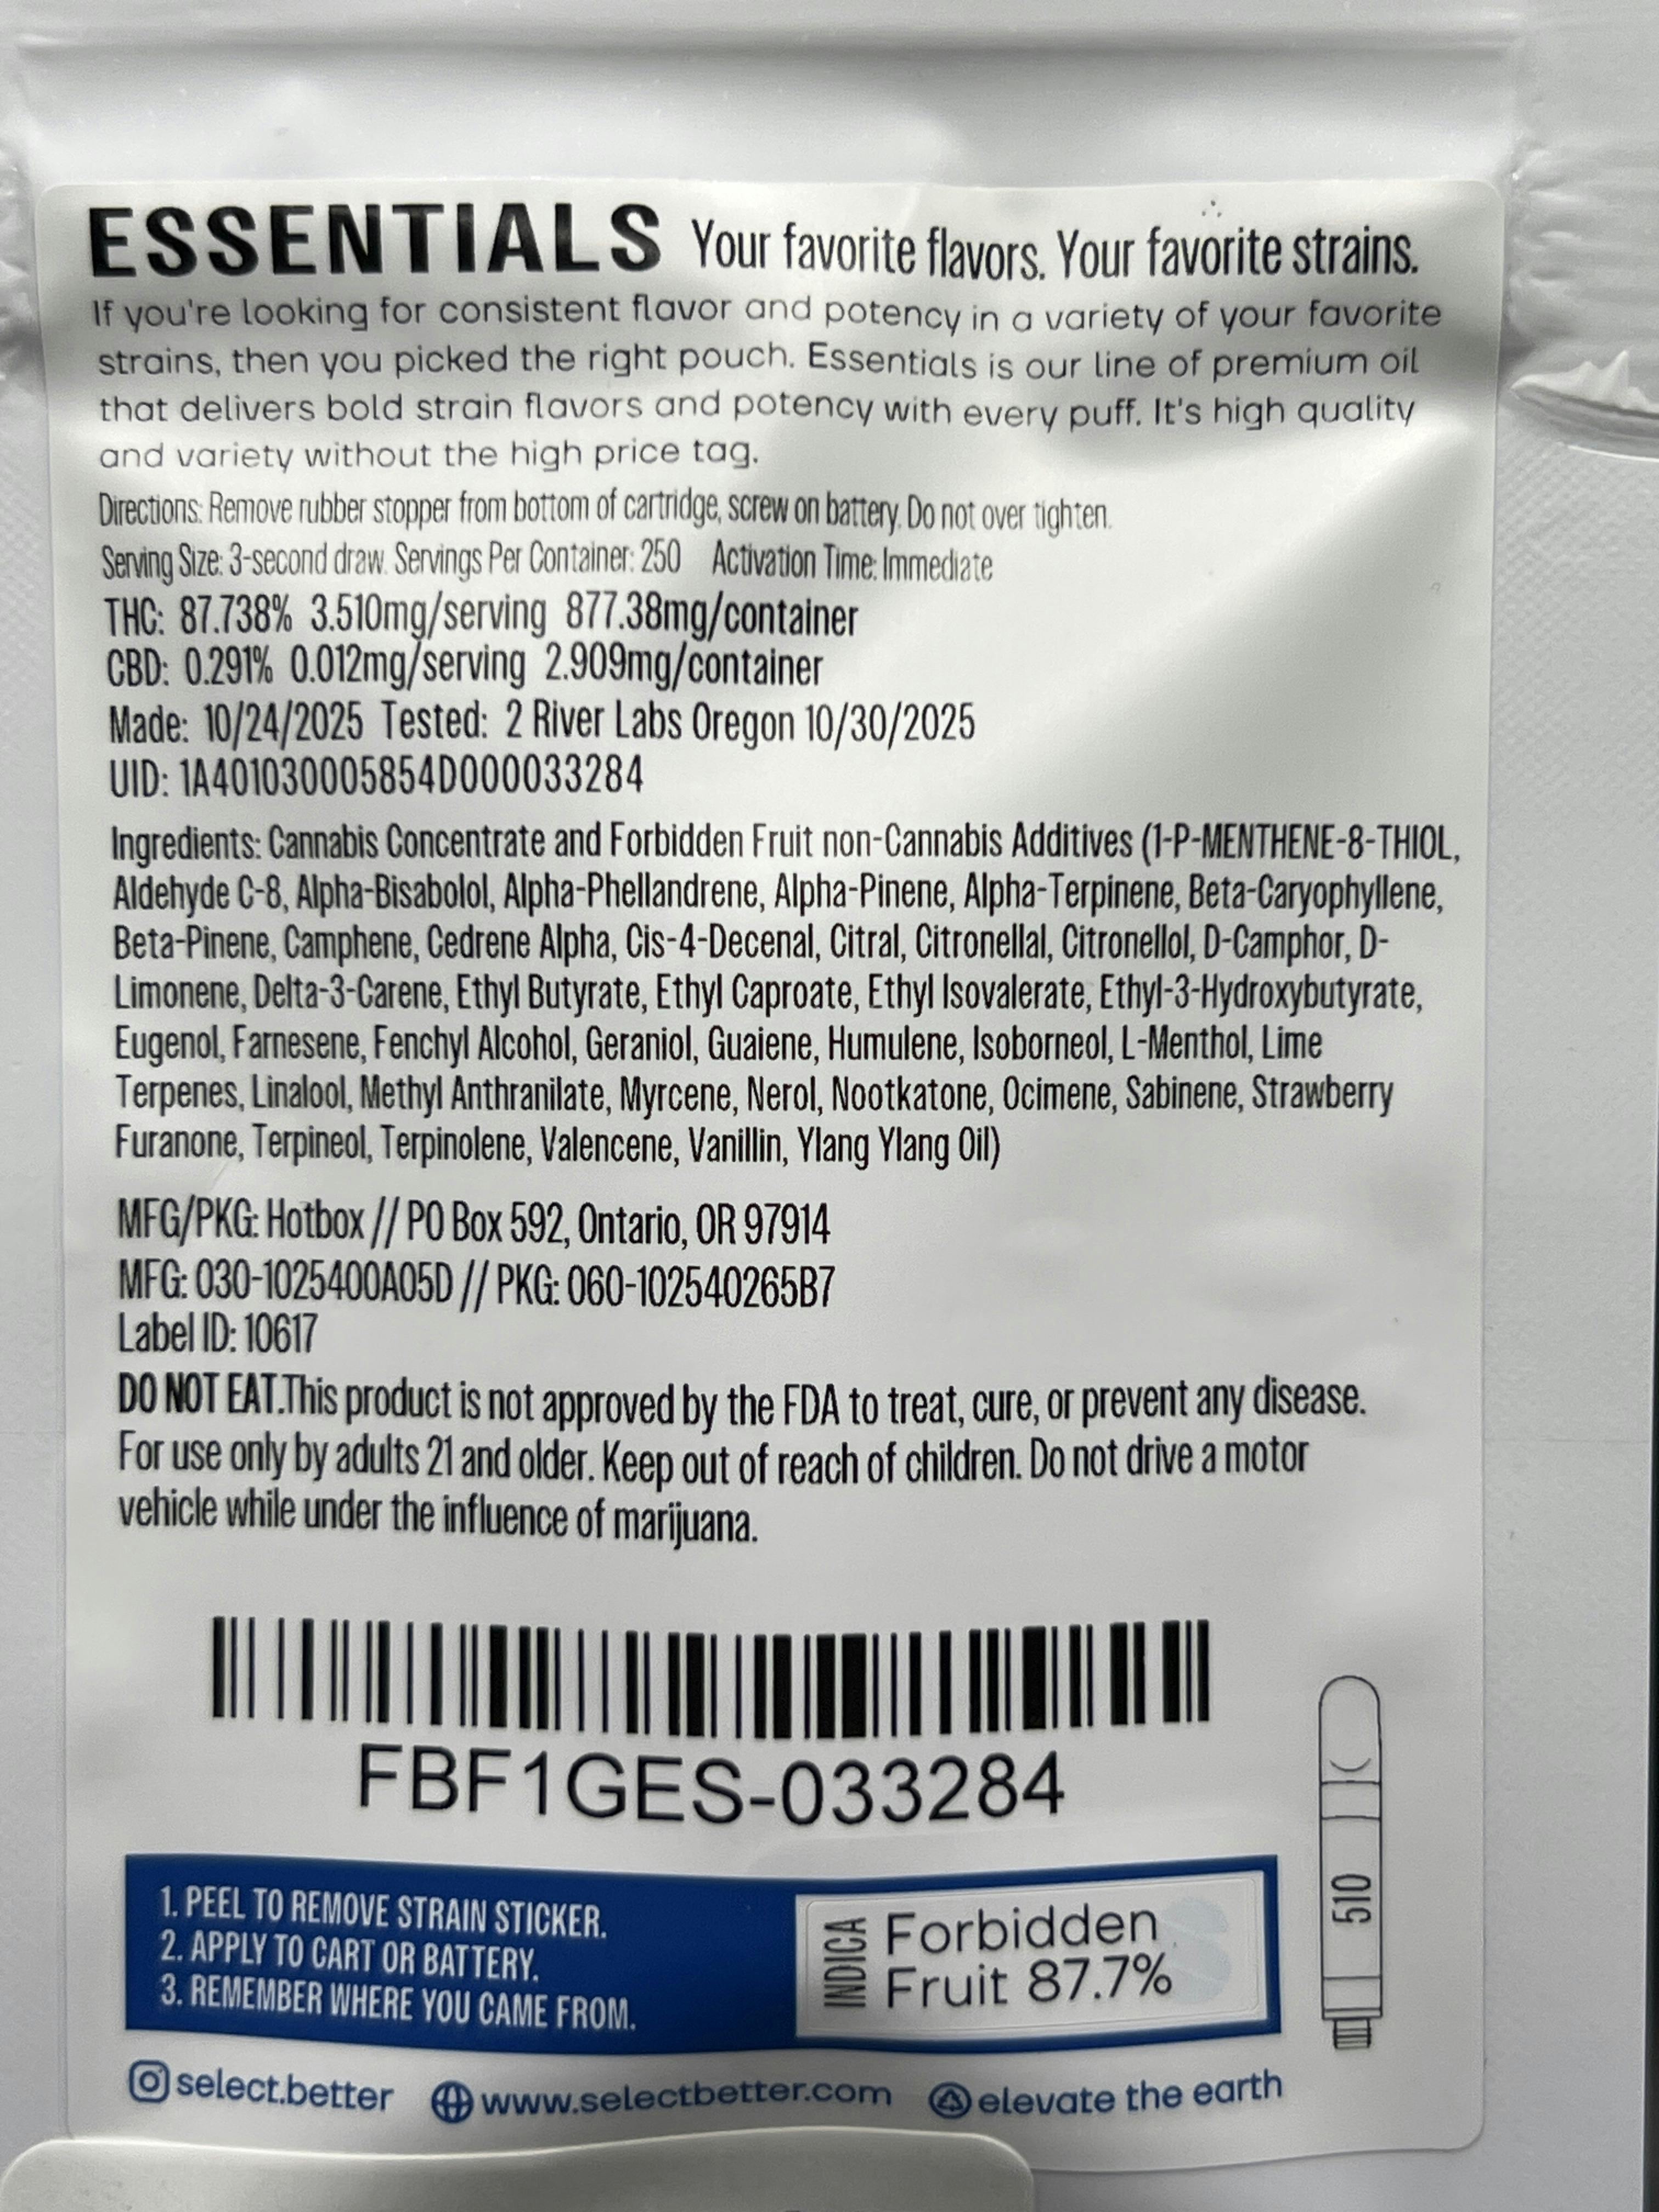 ESSENTIALS Your favorite flavors. Your favorite strains.
If you're looking for consistent flavor and potency in a variety of your favorite
strains, then you picked the right pouch. Essentials is our line of premium oil
that delivers bold strain flavors and potency with every puff. It's high quality
and variety without the high price tag.
Directions: Remove rubber stopper from bottom of cartridge, screw on battery. Do not over tighten.
Serving Size: 3-second draw. Servings Per Container: 250 Activation Time: Immediate
THC: 87.738% 3.510mg/serving 877.38mg/container
CBD: 0.291% 0.012mg/serving 2.909mg/container
Made: 10/24/2025 Tested: 2 River Labs Oregon 10/30/2025
UID: 1A401030005854D000033284
Ingredients: Cannabis Concentrate and Forbidden Fruit non-Cannabis Additives (1-P-MENTHENE-8-THIOL,
Aldehyde C-8, Alpha-Bisabolol, Alpha-Phellandrene, Alpha-Pinene, Alpha-Terpinene, Beta-Caryophyllene,
Beta-Pinene, Camphene, Cedrene Alpha, Cis-4-Decenal, Citral, Citronellal, Citronellol, D-Camphor, D-
Limonene, Delta-3-Carene, Ethyl Butyrate, Ethyl Caproate, Ethyl Isovalerate, Ethyl-3-Hydroxybutyrate,
Eugenol, Farnesene, Fenchyl Alcohol, Geraniol, Guaiene, Humulene, Isoborneol, L-Menthol, Lime
Terpenes, Linalool, Methyl Anthranilate, Myrcene, Nerol, Nootkatone, Ocimene, Sabinene, Strawberry
Furanone, Terpineol, Terpinolene, Valencene, Vanillin, Ylang Ylang Oil)
MFG/PKG: Hotbox // PO Box 592, Ontario, OR 97914
MFG: 030-1025400A05D // PKG: 060-102540265B7
Label ID: 10617
DO NOT EAT.This product is not approved by the FDA to treat, cure, or prevent any disease.
For use only by adults 21 and older. Keep out of reach of children. Do not drive a motor
vehicle while under the influence of marijuana.
FBF1GES-033284
1. PEEL TO REMOVE STRAIN STICKER.
2. APPLY TO CART OR BATTERY.
3. REMEMBER WHERE YOU CAME FROM.
INDICA
Forbidden
Fruit 87.7%
510
select.better www.selectbetter.com elevate the earth